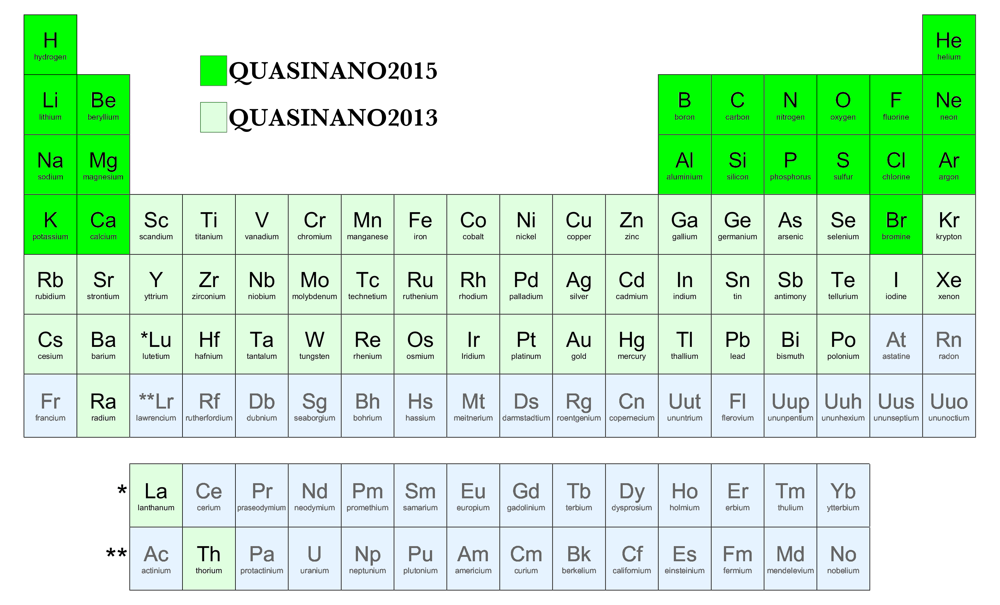 H He
hydrogen helium
QUASINANO2015
Li Be B C N O F Ne
lithium beryllium boron carbon nitrogen oxygen fluorine neon
QUASINANO2013
Na Mg Al Si P S Cl Ar
sodium magnesium aluminium silicon phosphorus sulfur chlorine argon
K Ca Sc Ti V Cr Mn Fe Co Ni Cu Zn Ga Ge As Se Br Kr
potassium calcium scandium titanium vanadium chromium manganese iron cobalt nickel copper zinc gallium germanium arsenic selenium bromine krypton
Rb Sr Y Zr Nb Mo Tc Ru Rh Pd Ag Cd In Sn Sb Te I Xe
rubidium strontium yttrium zirconium niobium molybdenum technetium ruthenium rhodium palladium silver cadmium indium tin antimony tellurium iodine xenon
Cs Ba *Lu Hf Ta W Re Os Ir Pt Au Hg Tl Pb Bi Po At Rn
cesium barium lutetium hafnium tantalum tungsten rhenium osmium Iridium platinum gold mercury thallium lead bismuth polonium astatine radon
Fr Ra **Lr Rf Db Sg Bh Hs Mt Ds Rg Cn Uut Fl Uup Uuh Uus Uuo
francium radium lawrencium rutherfordium dubnium seaborgium bohrium hassium meitnerium darmstadtium roentgenium copernecium ununtrium flerovium ununpentium ununhexium ununseptium ununoctium
* La Ce Pr Nd Pm Sm Eu Gd Tb Dy Ho Er Tm Yb
lanthanum cerium praseodymium neodymium promethium samarium europium gadolinium terbium dysprosium holmium erbium thulium ytterbium
** Ac Th Pa U Np Pu Am Cm Bk Cf Es Fm Md No
actinium thorium protactinium uranium neptunium plutonium americium curium berkelium californium einsteinium fermium mendelevium nobelium